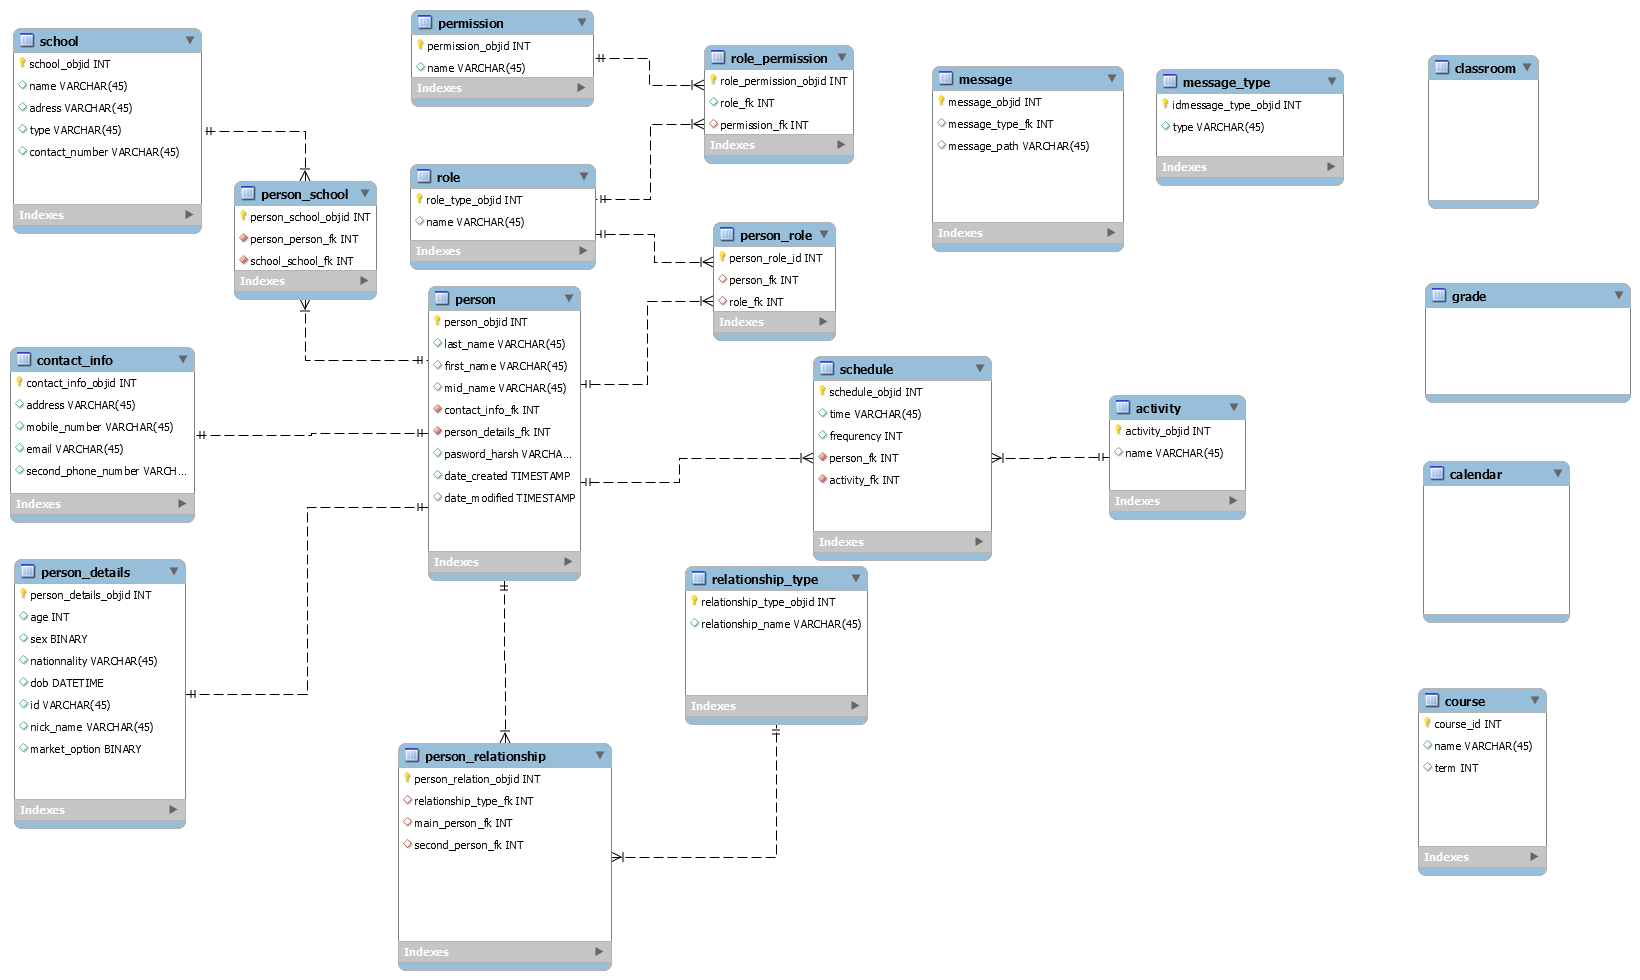 school
school_objid INT
name VARCHAR(45)
adress VARCHAR(45)
type VARCHAR(45)
contact_number VARCHAR(45)
Indexes
permission
permission_objid INT
name VARCHAR(45)
Indexes
role_permission
role_permission_objid INT
role_fk INT
permission_fk INT
Indexes
message
message_objid INT
message_type_fk INT
message_path VARCHAR(45)
Indexes
message_type
idmessage_type_objid INT
type VARCHAR(45)
Indexes
classroom
person_school
person_school_objid INT
person_person_fk INT
school_school_fk INT
Indexes
role
role_type_objid INT
name VARCHAR(45)
Indexes
person_role
person_role_id INT
person_fk INT
role_fk INT
Indexes
grade
person
person_objid INT
last_name VARCHAR(45)
first_name VARCHAR(45)
mid_name VARCHAR(45)
contact_info_fk INT
person_details_fk INT
pasword_harsh VARCHA...
date_created TIMESTAMP
date_modified TIMESTAMP
Indexes
contact_info
contact_info_objid INT
address VARCHAR(45)
mobile_number VARCHAR(45)
email VARCHAR(45)
second_phone_number VARCH...
Indexes
schedule
schedule_objid INT
time VARCHAR(45)
frequrency INT
person_fk INT
activity_fk INT
Indexes
activity
activity_objid INT
name VARCHAR(45)
Indexes
calendar
person_details
person_details_objid INT
age INT
sex BINARY
nationnality VARCHAR(45)
dob DATETIME
id VARCHAR(45)
nick_name VARCHAR(45)
market_option BINARY
Indexes
relationship_type
relationship_type_objid INT
relationship_name VARCHAR(45)
Indexes
course
course_id INT
name VARCHAR(45)
term INT
Indexes
person_relationship
person_relation_objid INT
relationship_type_fk INT
main_person_fk INT
second_person_fk INT
Indexes